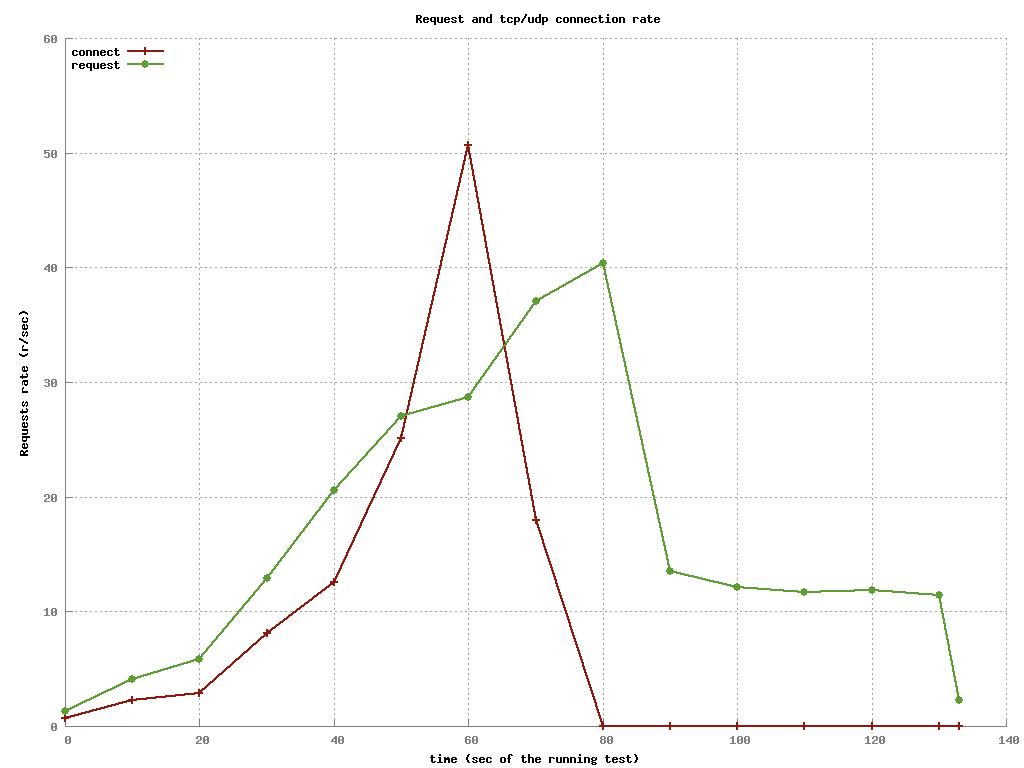 Request and tcp/udp connection rate
60
connect
request
50
40
Requests rate (r/sec)
30
20
10
0
0 20 40 60 80 100 120 140
time (sec of the running test)